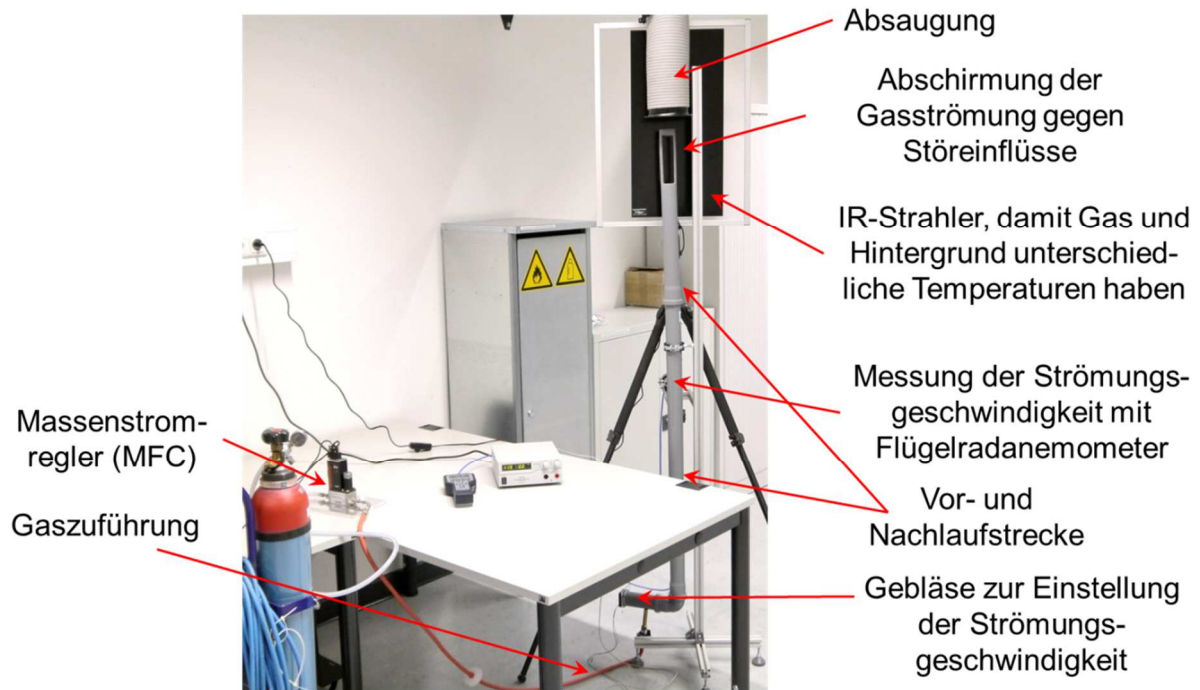 Absaugung
Abschirmung der
Gasströmung gegen
Störeinflüsse
IR-Strahler, damit Gas und
Hintergrund unterschied-
liche Temperaturen haben
Messung der Strömungs-
geschwindigkeit mit
Flügelradanemometer
Vor- und
Nachlaufstrecke
Gebläse zur Einstellung
der Strömungs-
geschwindigkeit
Massenstrom-
regler (MFC)
Gaszuführung